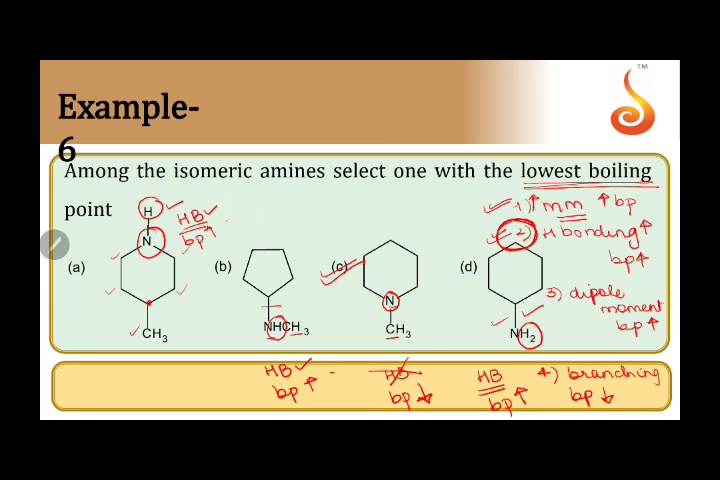 TM
Example-
6
Among the isomeric amines select one with the lowest boiling
point
1) ↑ mm ↑ bp
2) H bonding ↑
bp ↑
3) dipole
moment
bp ↑
H
HB ✓
bp ↑
N
(a)
(b)
(c)
(d)
N
CH3
NHCH3
CH3
NH2
HB ✓
bp ↑
HB
bp ↓
HB
bp ↑
4) branching
bp ↓